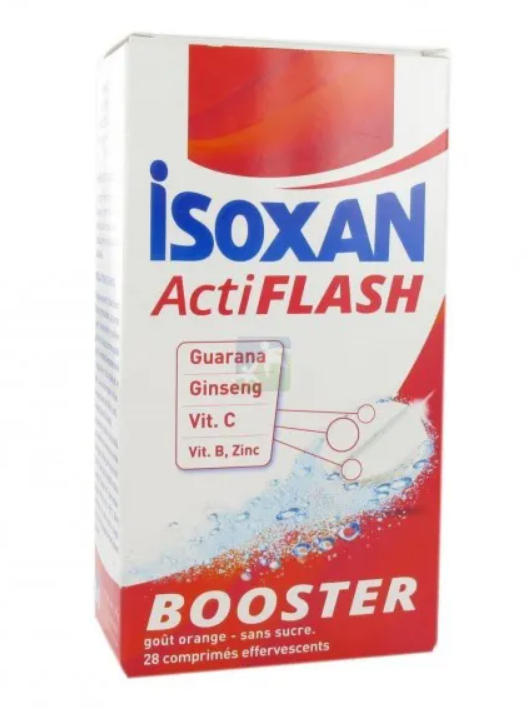 iSOXAN
ActiFLASH
Guarana
Ginseng
Vit. C
Vit. B, Zinc
BOOSTER
goût orange - sans sucre.
28 comprimés effervescents